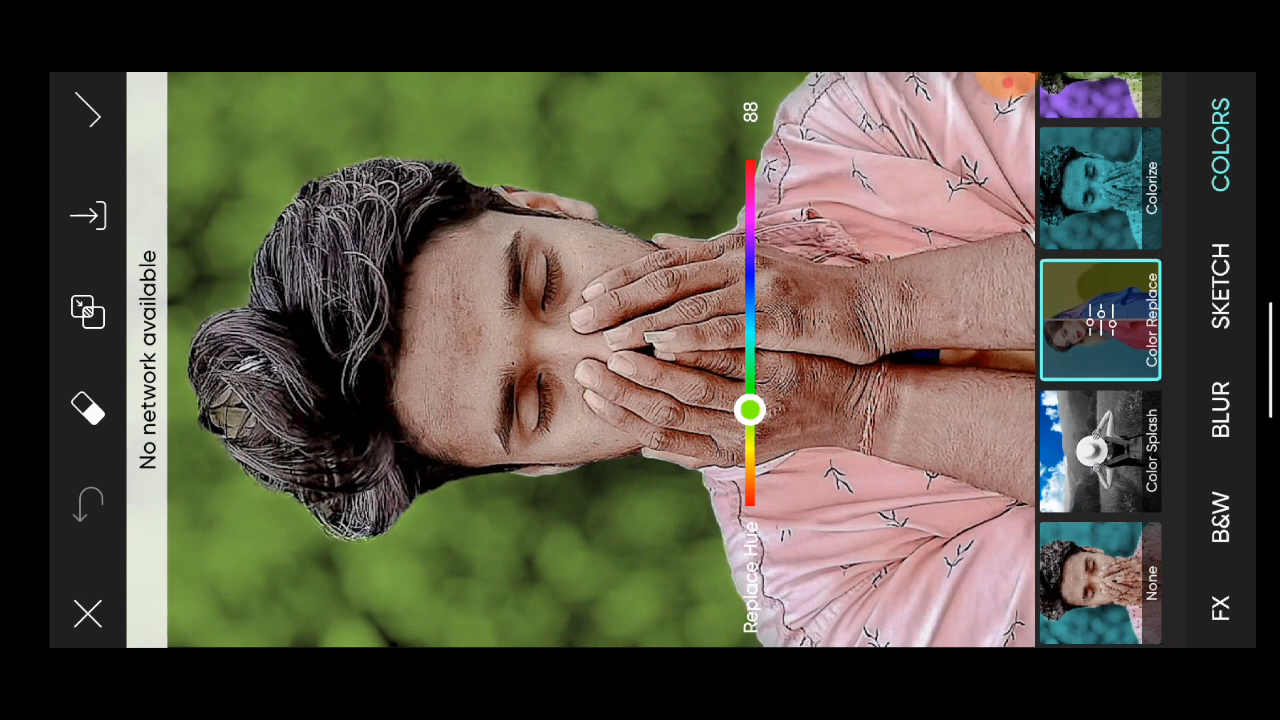 No network available
Replace Hue
88
None
Color Splash
Color Replace
Colorize
FX
B&W
BLUR
SKETCH
COLORS